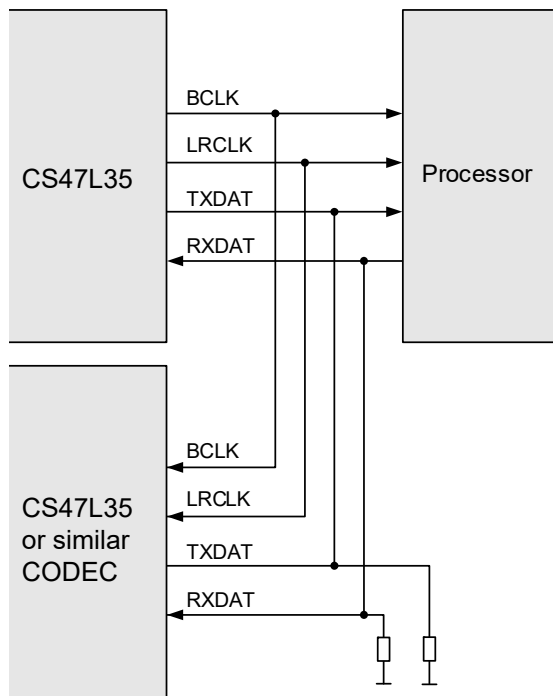 BCLK
LRCLK
CS47L35
Processor
TXDAT
RXDAT
BCLK
LRCLK
CS47L35
or similar
CODEC
TXDAT
RXDAT